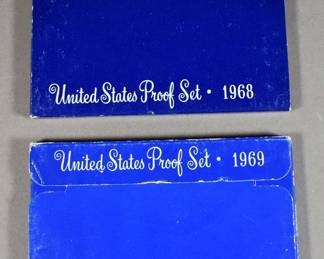 United States Proof Set · 1968
United States Proof Set · 1969